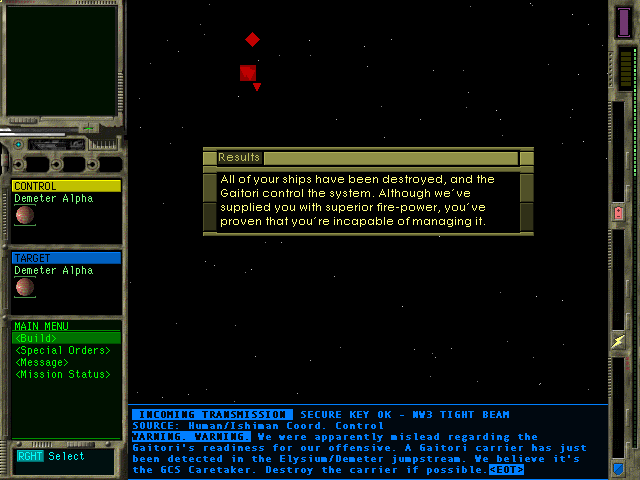 CONTROL
Demeter Alpha
TARGET
Demeter Alpha
MAIN MENU
<Build>
<Special Orders>
<Message>
<Mission Status>
RGHT Select
Results
All of your ships have been destroyed, and the
Gaitori control the system. Although we've
supplied you with superior fire-power, you've
proven that you're incapable of managing it.
INCOMING TRANSMISSION SECURE KEY OK - NW3 TIGHT BEAM
SOURCE: Human/Ishiman Coord. Control
WARNING. WARNING. We were apparently mislead regarding the
Gaitori's readiness for our offensive. A Gaitori carrier has just
been detected in the Elysium/Demeter jumpstream. We believe it's
the GCS Caretaker. Destroy the carrier if possible.<EOT>